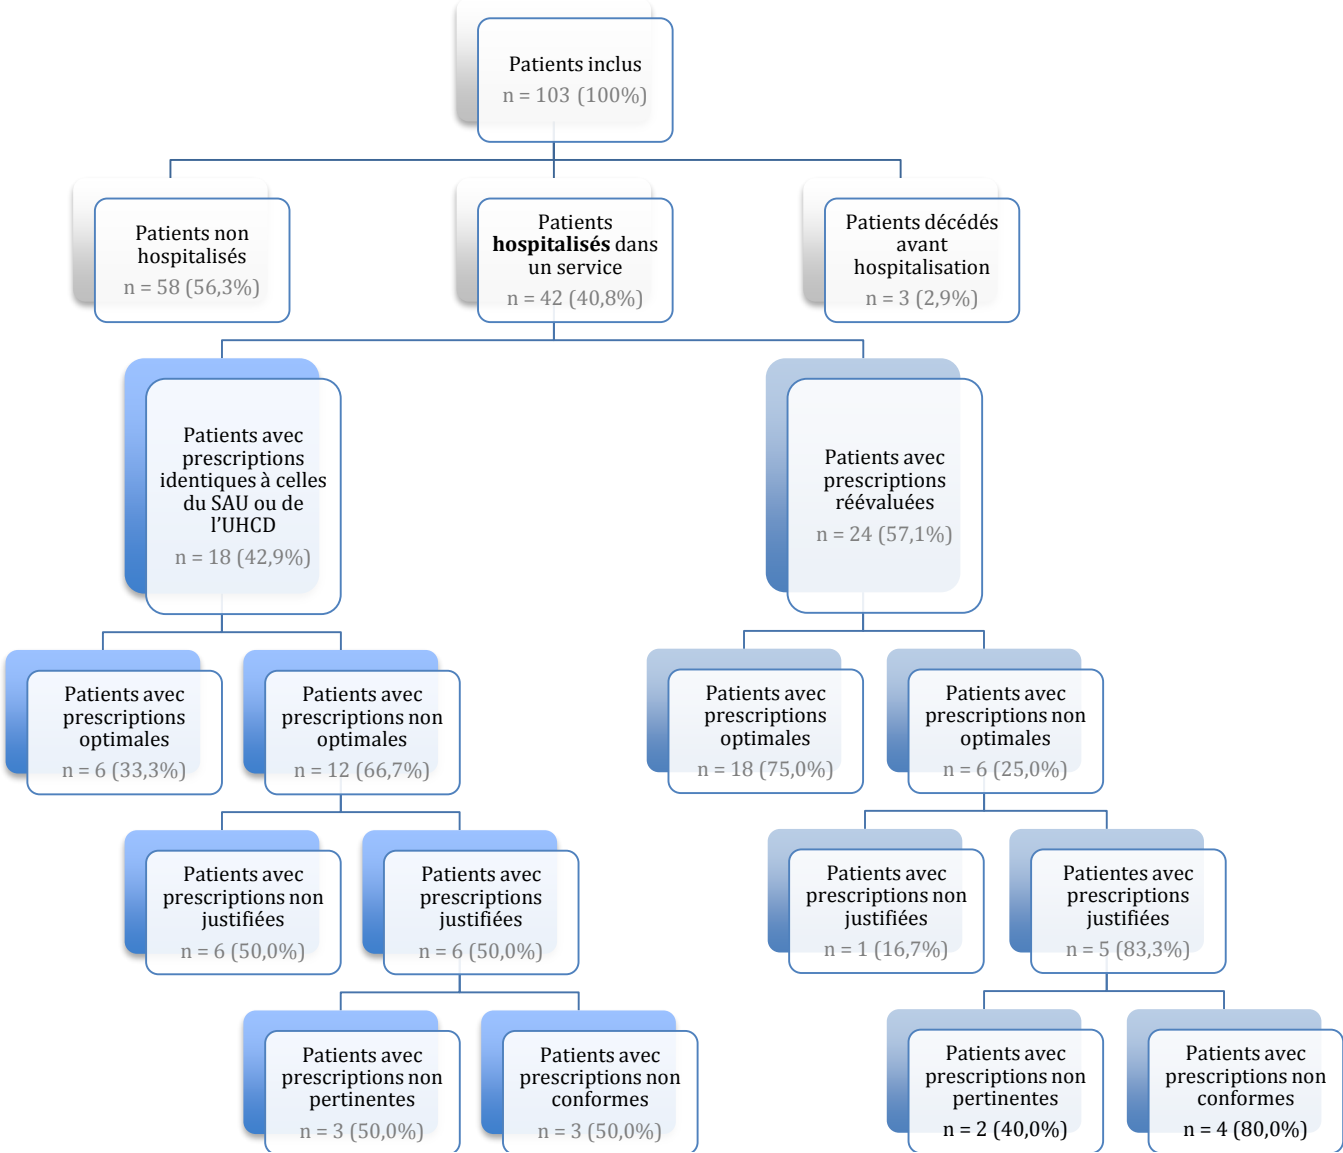 Patients inclus
n = 103 (100%)
Patients non
hospitalisés
n = 58 (56,3%)
Patients
hospitalisés dans
un service
n = 42 (40,8%)
Patients décédés
avant
hospitalisation
n = 3 (2,9%)
Patients avec
prescriptions
identiques à celles
du SAU ou de
l'UHCD
n = 18 (42,9%)
Patients avec
prescriptions
réévaluées
n = 24 (57,1%)
Patients avec
prescriptions
optimales
n = 6 (33,3%)
Patients avec
prescriptions non
optimales
n = 12 (66,7%)
Patients avec
prescriptions
optimales
n = 18 (75,0%)
Patients avec
prescriptions non
optimales
n = 6 (25,0%)
Patients avec
prescriptions non
justifiées
n = 6 (50,0%)
Patients avec
prescriptions
justifiées
n = 6 (50,0%)
Patients avec
prescriptions non
justifiées
n = 1 (16,7%)
Patientes avec
prescriptions
justifiées
n = 5 (83,3%)
Patients avec
prescriptions non
pertinentes
n = 3 (50,0%)
Patients avec
prescriptions non
conformes
n = 3 (50,0%)
Patients avec
prescriptions non
pertinentes
n = 2 (40,0%)
Patients avec
prescriptions non
conformes
n = 4 (80,0%)